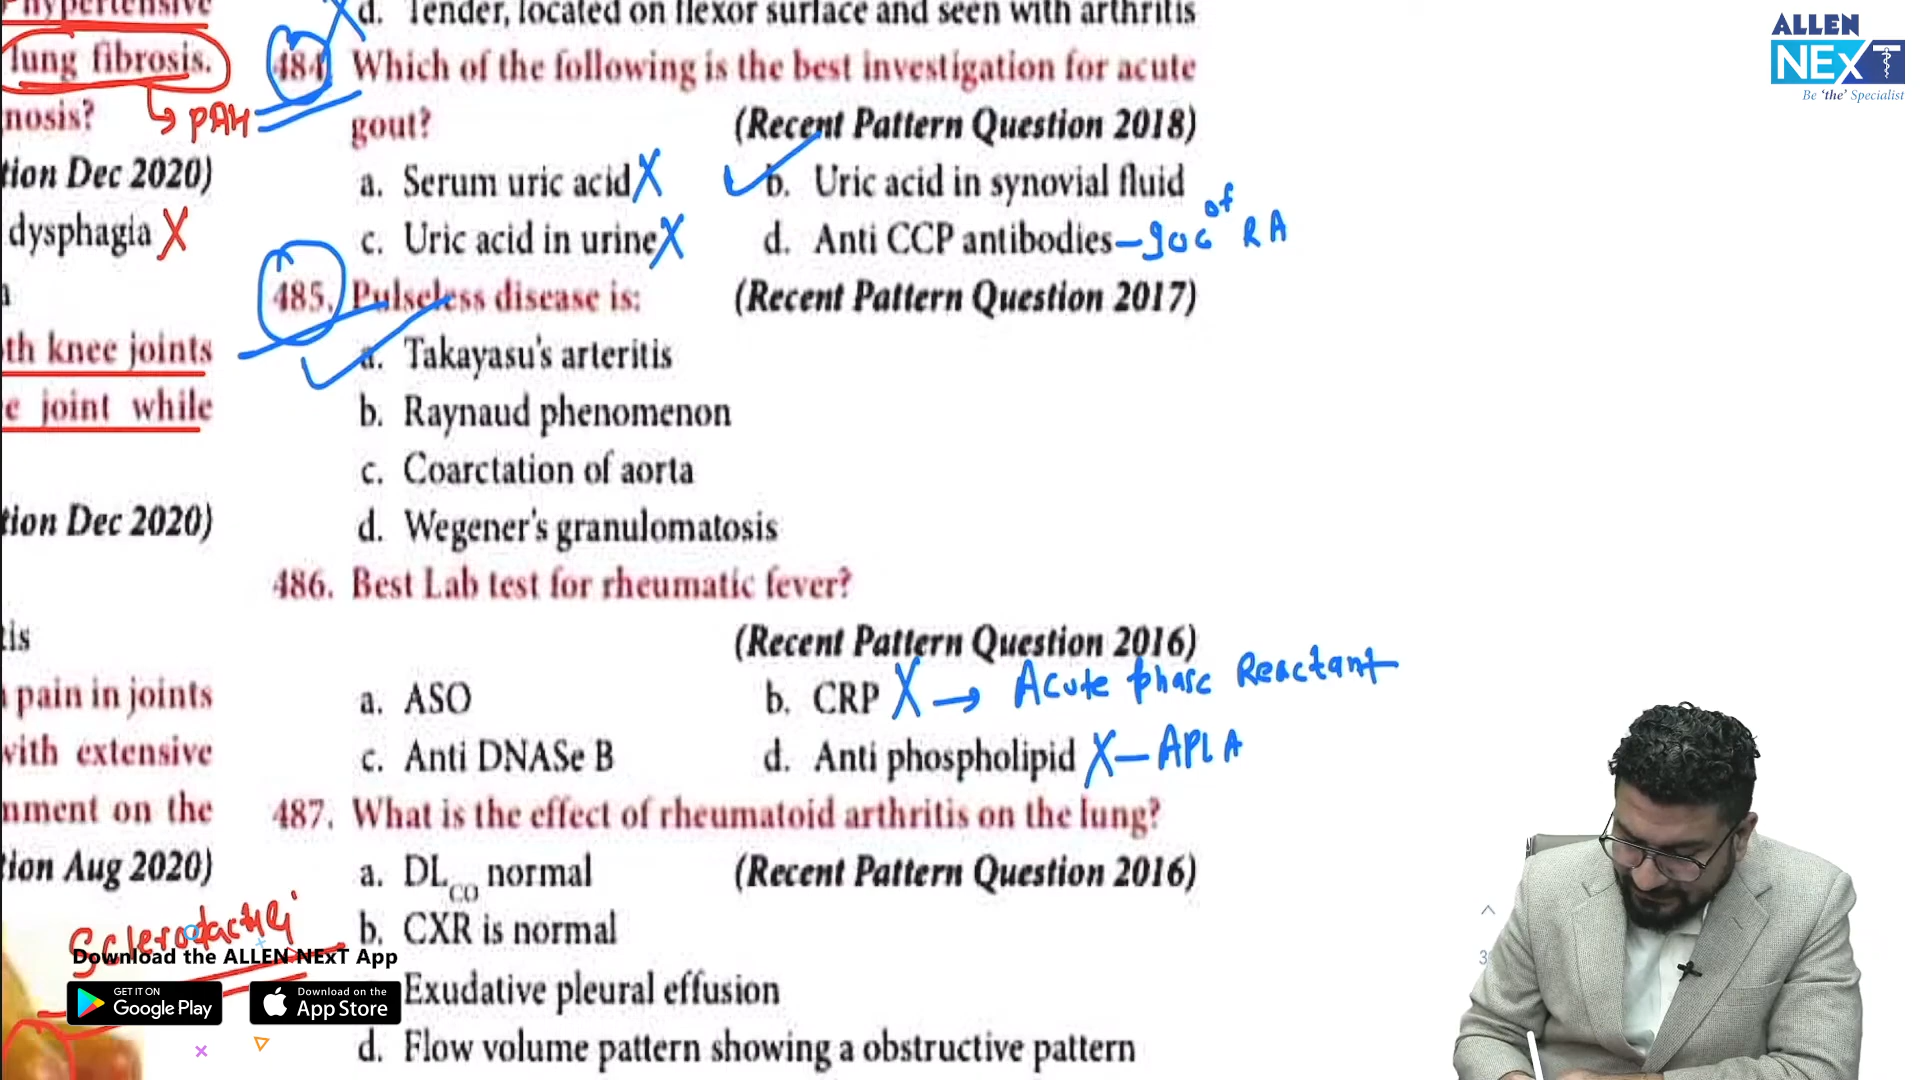 hypertensive
lung fibrosis.
PAH
nosis?
tion Dec 2020)
dysphagia X
th knee joints
e joint while
tion Dec 2020)
tis
pain in joints
with extensive
nment on the
tion Aug 2020)
d. Tender, located on flexor surface and seen with arthritis
484. Which of the following is the best investigation for acute
gout? (Recent Pattern Question 2018)
a. Serum uric acid X b. Uric acid in synovial fluid
c. Uric acid in urine X d. Anti CCP antibodies – IOC of RA
485. Pulseless disease is: (Recent Pattern Question 2017)
a. Takayasu's arteritis
b. Raynaud phenomenon
c. Coarctation of aorta
d. Wegener's granulomatosis
486. Best Lab test for rheumatic fever?
(Recent Pattern Question 2016)
a. ASO b. CRP X → Acute phase Reactant
c. Anti DNASe B d. Anti phospholipid X – APLA
487. What is the effect of rheumatoid arthritis on the lung?
a. DLCO normal (Recent Pattern Question 2016)
b. CXR is normal
Exudative pleural effusion
d. Flow volume pattern showing a obstructive pattern
Download the ALLEN NExT App
GET IT ON
Google Play
Download on the
App Store
ALLEN
NEXT
Be 'the' Specialist